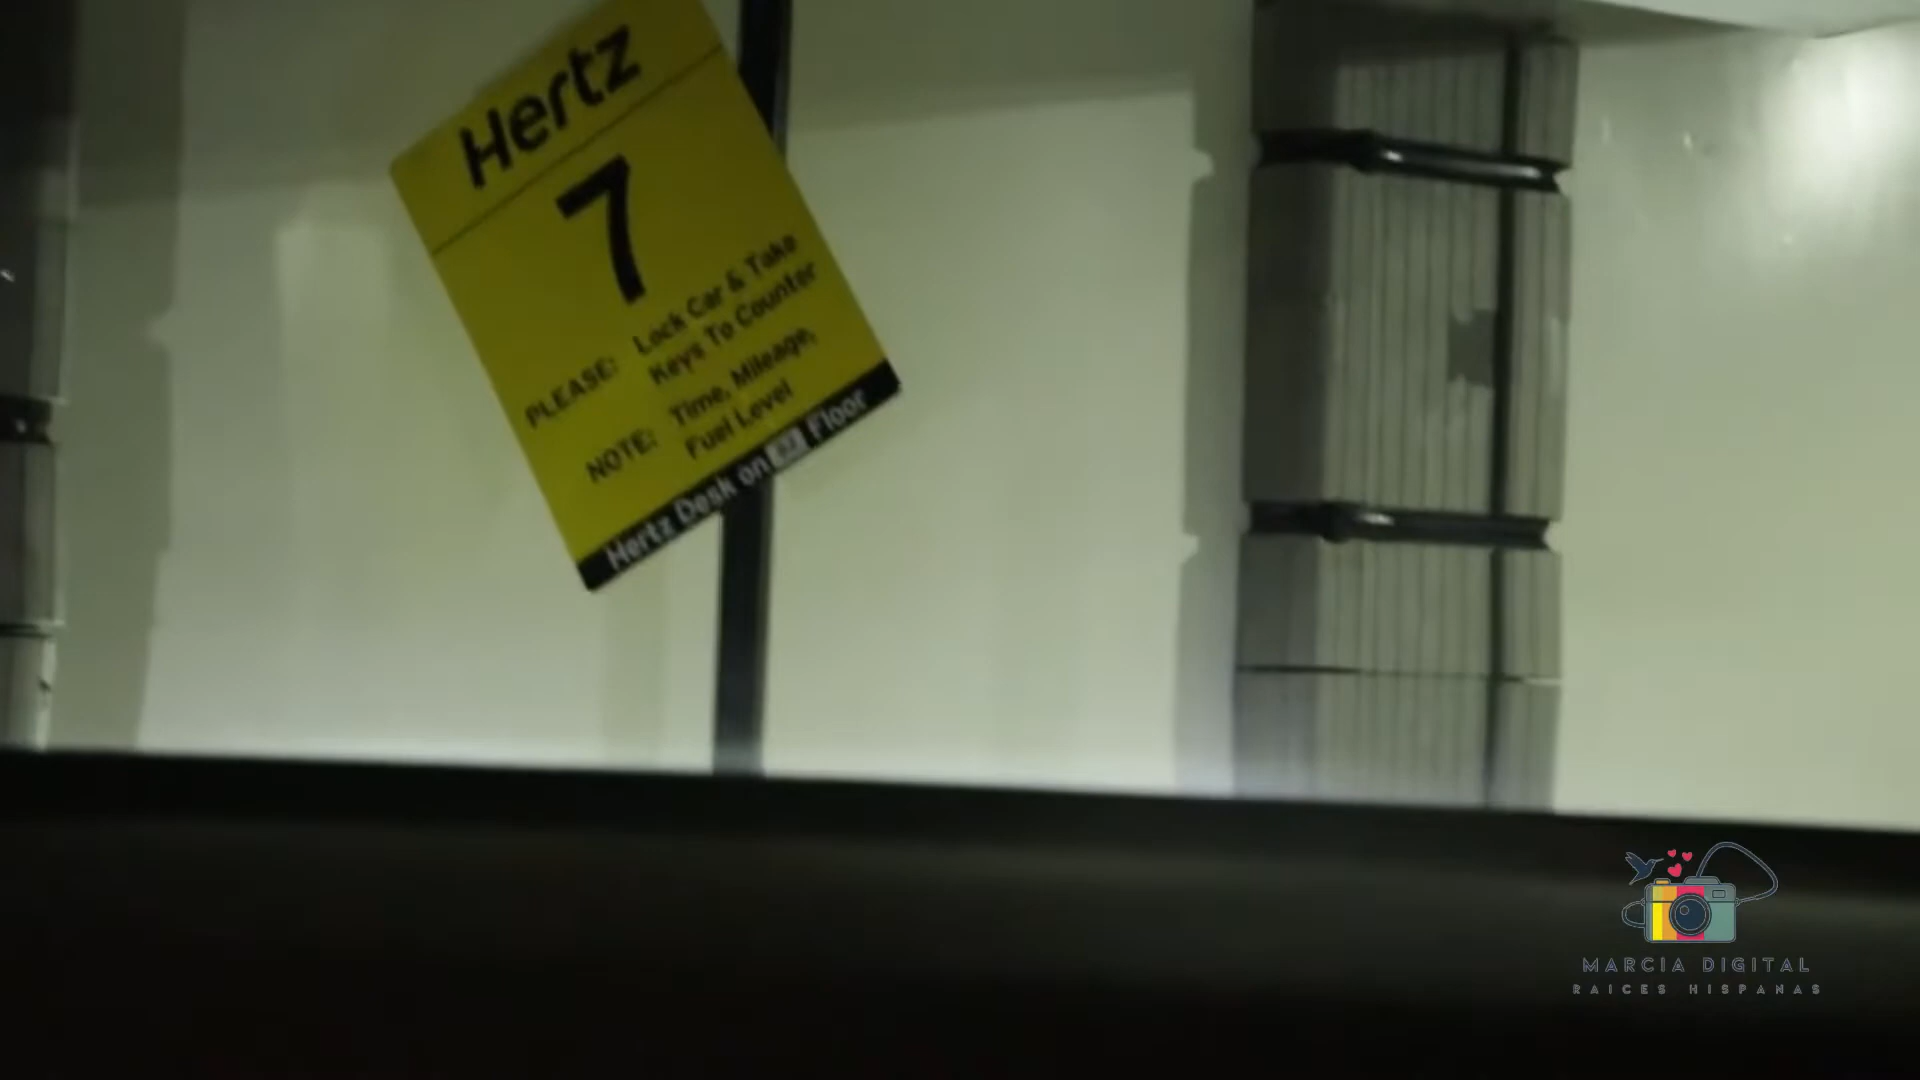 Hertz
7
PLEASE: Lock Car & Take
Keys To Counter
NOTE: Time, Mileage,
Fuel Level
Hertz Desk on Floor
MARCIA DIGITAL
RAICES HISPANAS